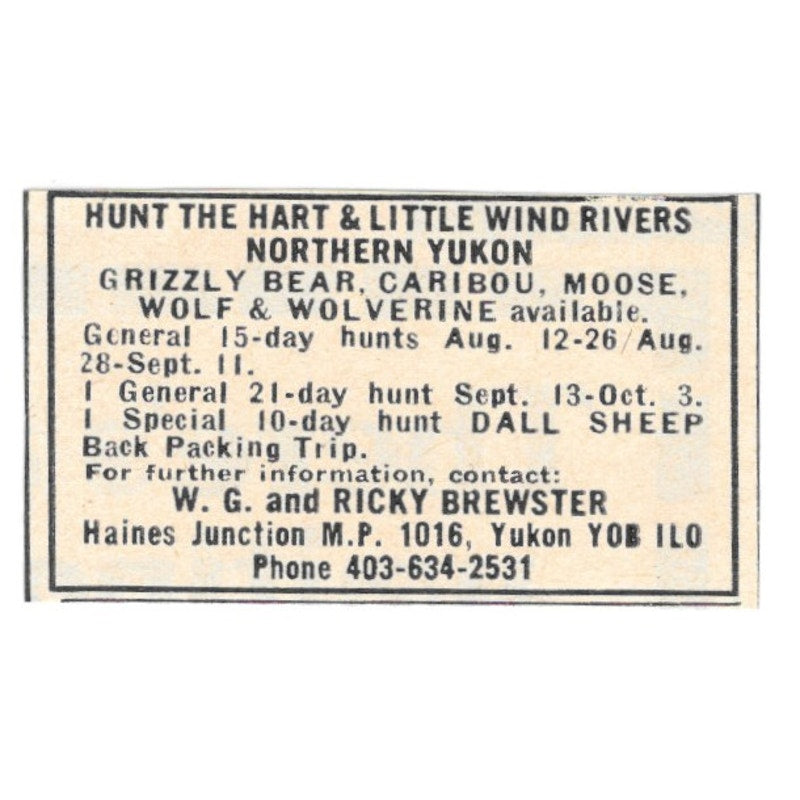 HUNT THE HART & LITTLE WIND RIVERS
NORTHERN YUKON
GRIZZLY BEAR, CARIBOU, MOOSE,
WOLF & WOLVERINE available.
General 15-day hunts Aug. 12-26/Aug.
28-Sept. 11.
1 General 21-day hunt Sept. 13-Oct. 3.
1 Special 10-day hunt DALL SHEEP
Back Packing Trip.
For further information, contact:
W. G. and RICKY BREWSTER
Haines Junction M.P. 1016, Yukon YOB ILO
Phone 403-634-2531